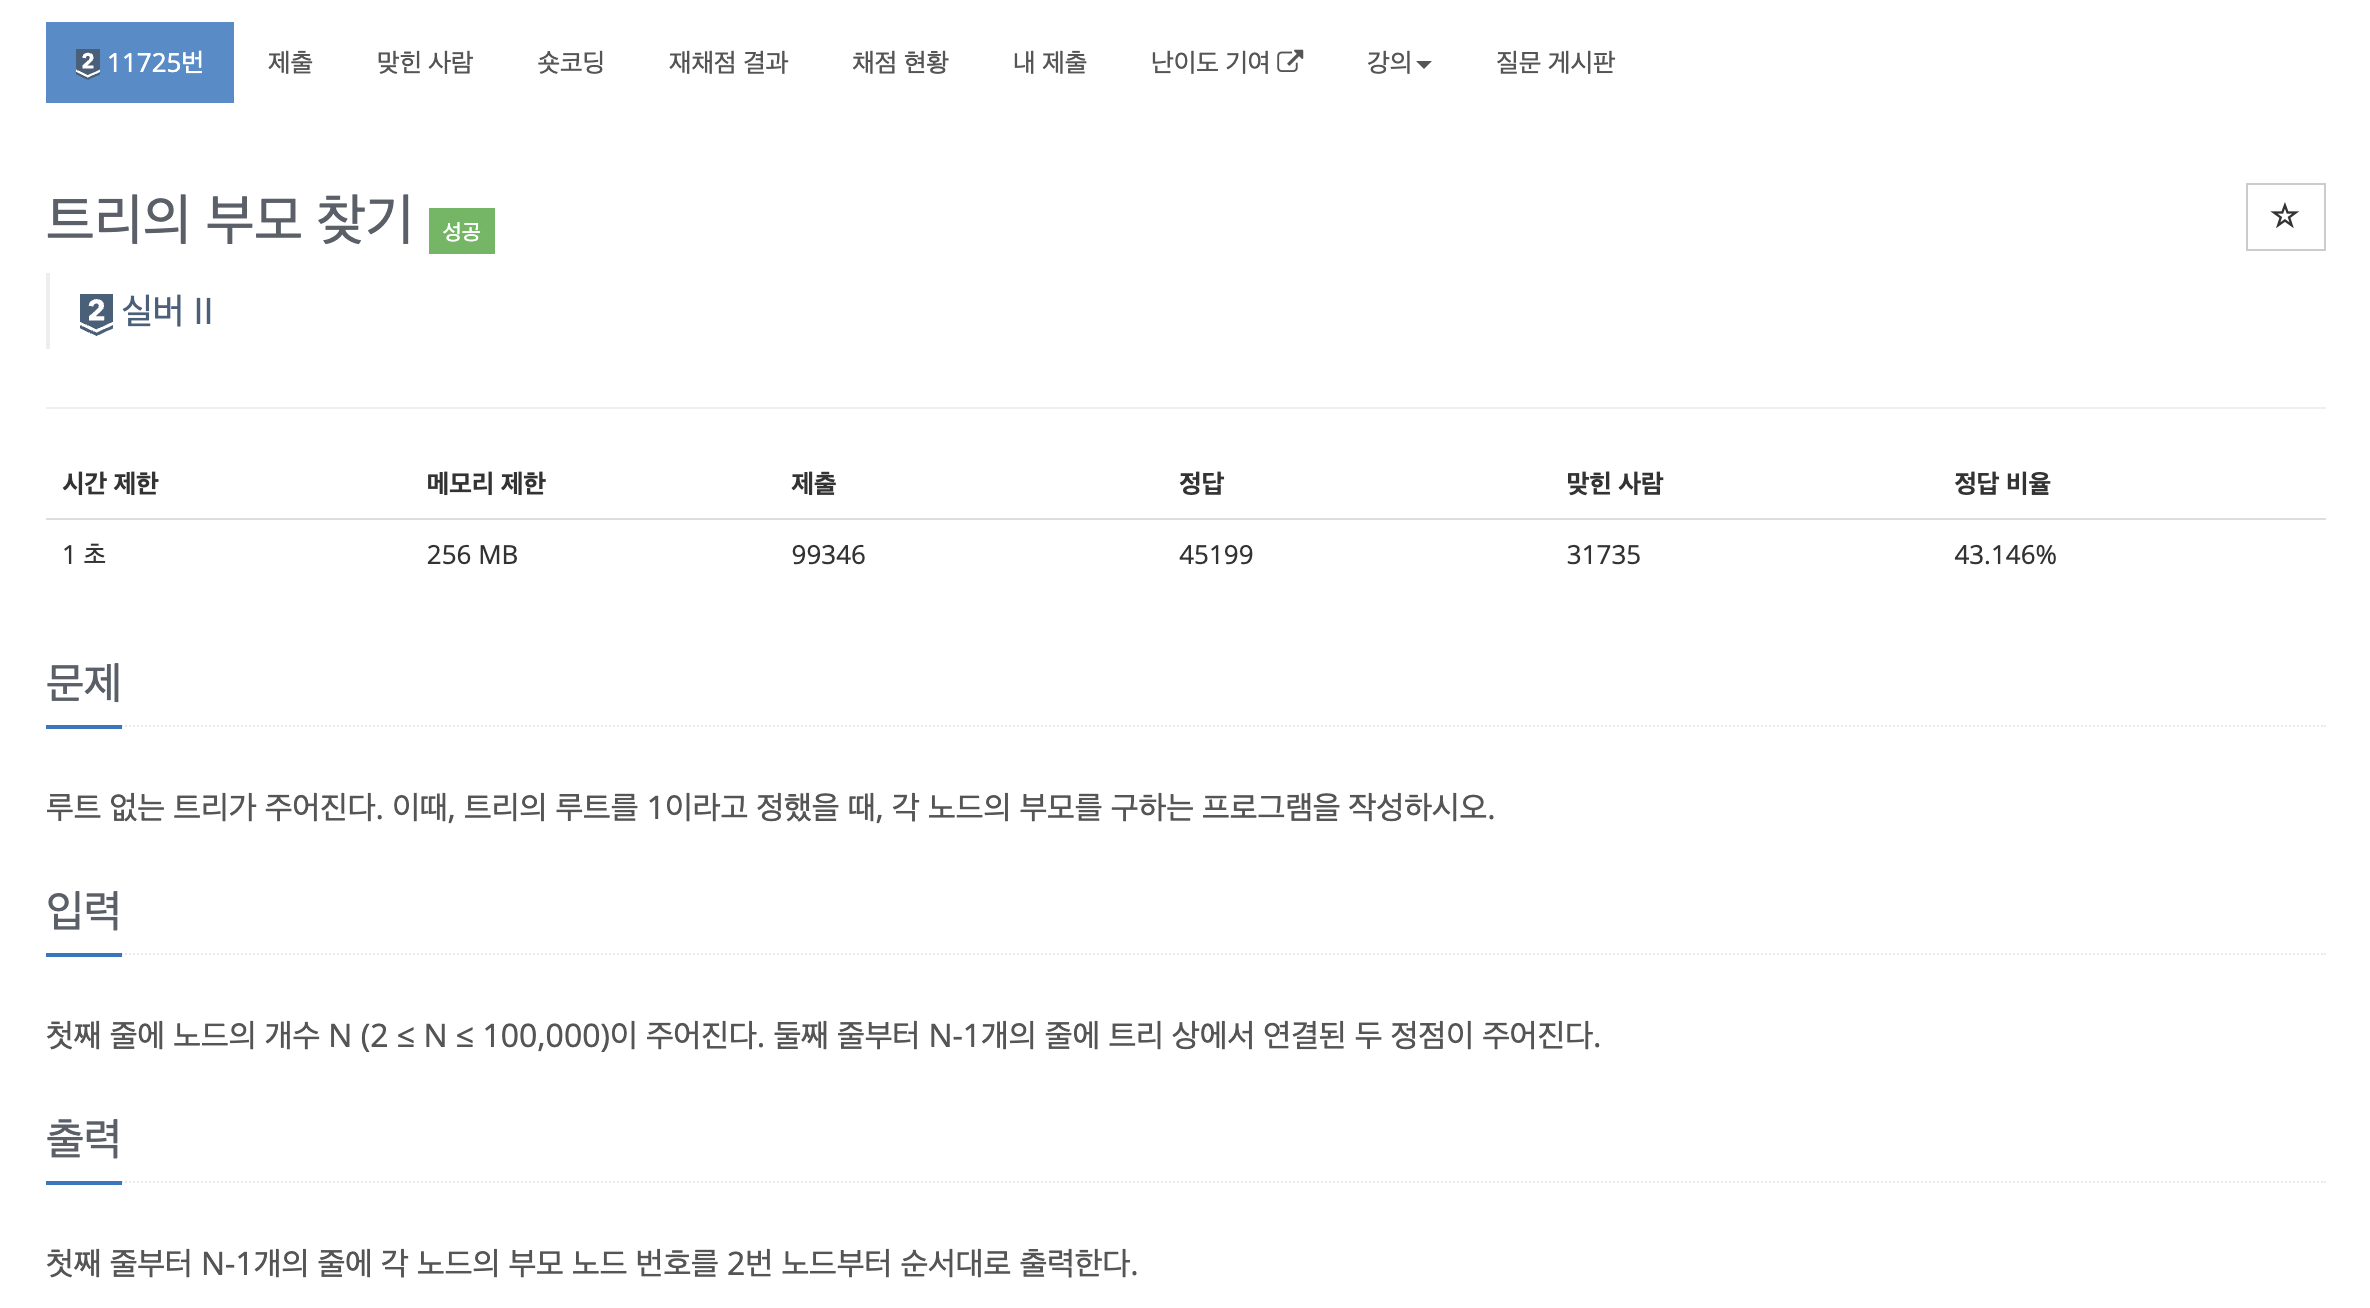 2 11725번 제출 맞힌 사람 숏코딩 재채점 결과 채점 현황 내 제출 난이도 기여 강의 질문 게시판
트리의 부모 찾기 성공
2 실버 II
시간 제한 메모리 제한 제출 정답 맞힌 사람 정답 비율
1 초 256 MB 99346 45199 31735 43.146%
문제
루트 없는 트리가 주어진다. 이때, 트리의 루트를 1이라고 정했을 때, 각 노드의 부모를 구하는 프로그램을 작성하시오.
입력
첫째 줄에 노드의 개수 N (2 ≤ N ≤ 100,000)이 주어진다. 둘째 줄부터 N-1개의 줄에 트리 상에서 연결된 두 정점이 주어진다.
출력
첫째 줄부터 N-1개의 줄에 각 노드의 부모 노드 번호를 2번 노드부터 순서대로 출력한다.